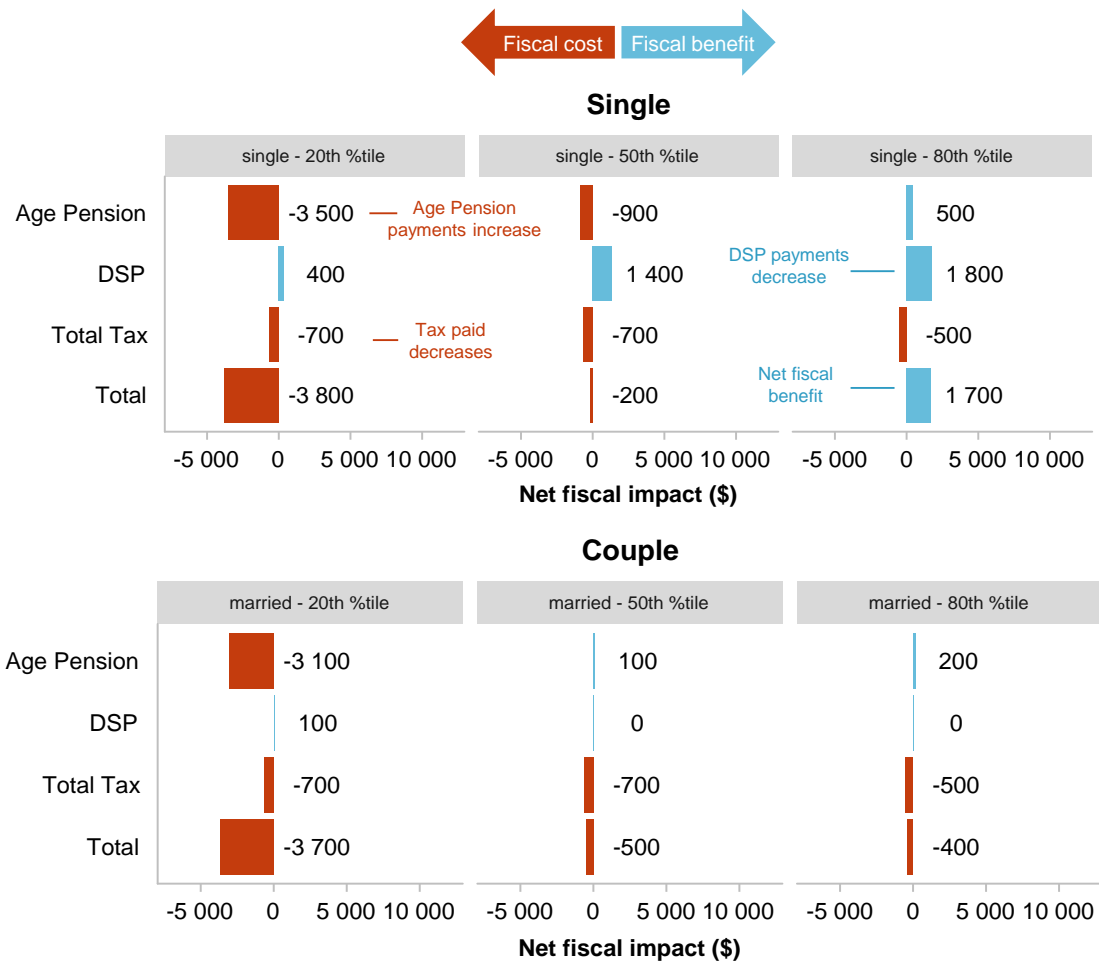 Fiscal cost Fiscal benefit
Single
single - 20th %tile single - 50th %tile single - 80th %tile
Age Pension -3 500 Age Pension -900 500
payments increase
DSP 400 1 400 DSP payments 1 800
decrease
Total Tax -700 Tax paid -700 -500
decreases
Total -3 800 -200 Net fiscal 1 700
benefit
-5 000 0 5 000 10 000 -5 000 0 5 000 10 000 -5 000 0 5 000 10 000
Net fiscal impact ($)
Couple
married - 20th %tile married - 50th %tile married - 80th %tile
Age Pension -3 100 100 200
DSP 100 0 0
Total Tax -700 -700 -500
Total -3 700 -500 -400
-5 000 0 5 000 10 000 -5 000 0 5 000 10 000 -5 000 0 5 000 10 000
Net fiscal impact ($)